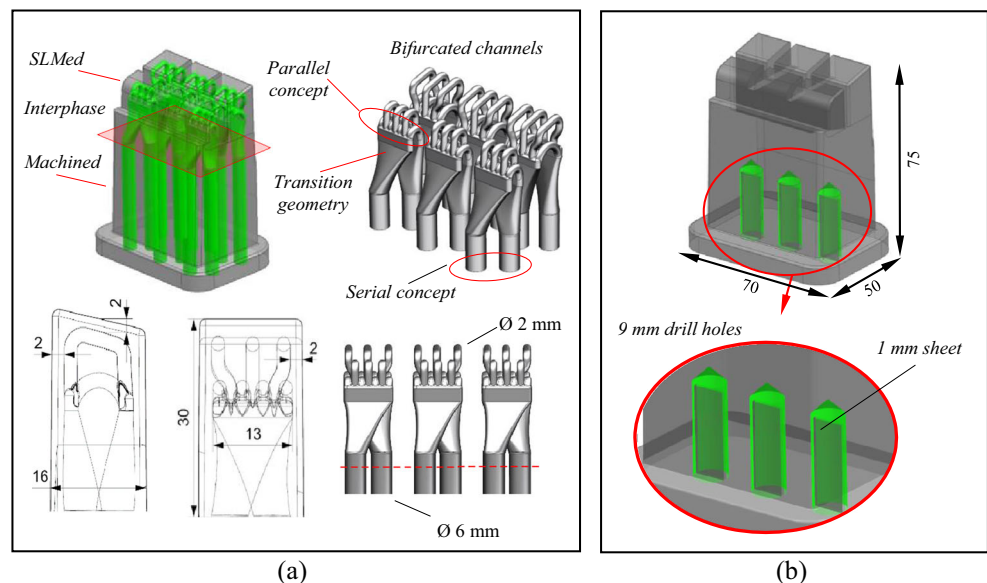 SLMed
Interphase
Machined
Parallel
concept
Bifurcated channels
Transition
geometry
Serial concept
2
2
16
30
2
13
Ø 2 mm
Ø 6 mm
(a)
75
70
50
9 mm drill holes
1 mm sheet
(b)